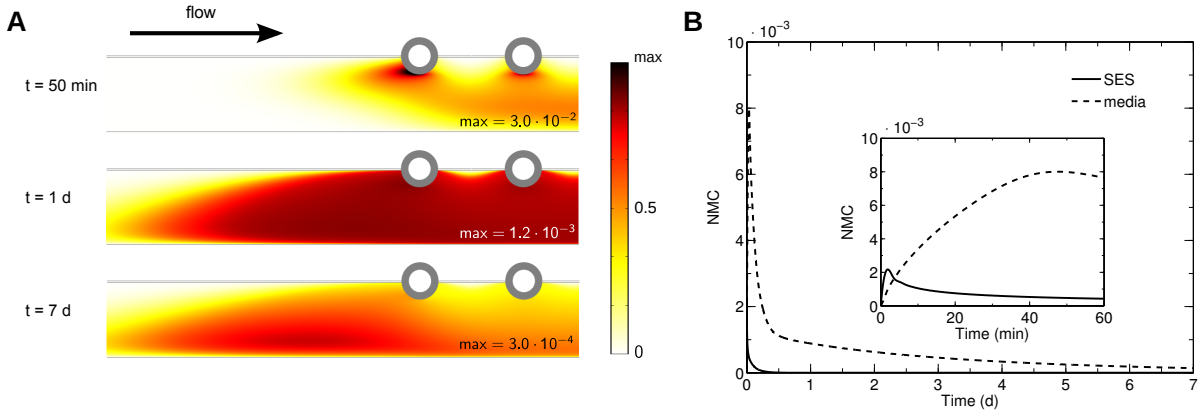 A
flow
t = 50 min
max = 3.0 · 10⁻²
t = 1 d
max = 1.2 · 10⁻³
t = 7 d
max = 3.0 · 10⁻⁴
max
0.5
0
B
· 10⁻³
10
8
6
4
2
0
NMC
0 1 2 3 4 5 6 7
Time (d)
SES
media
· 10⁻³
10
8
6
4
2
0
NMC
0 20 40 60
Time (min)